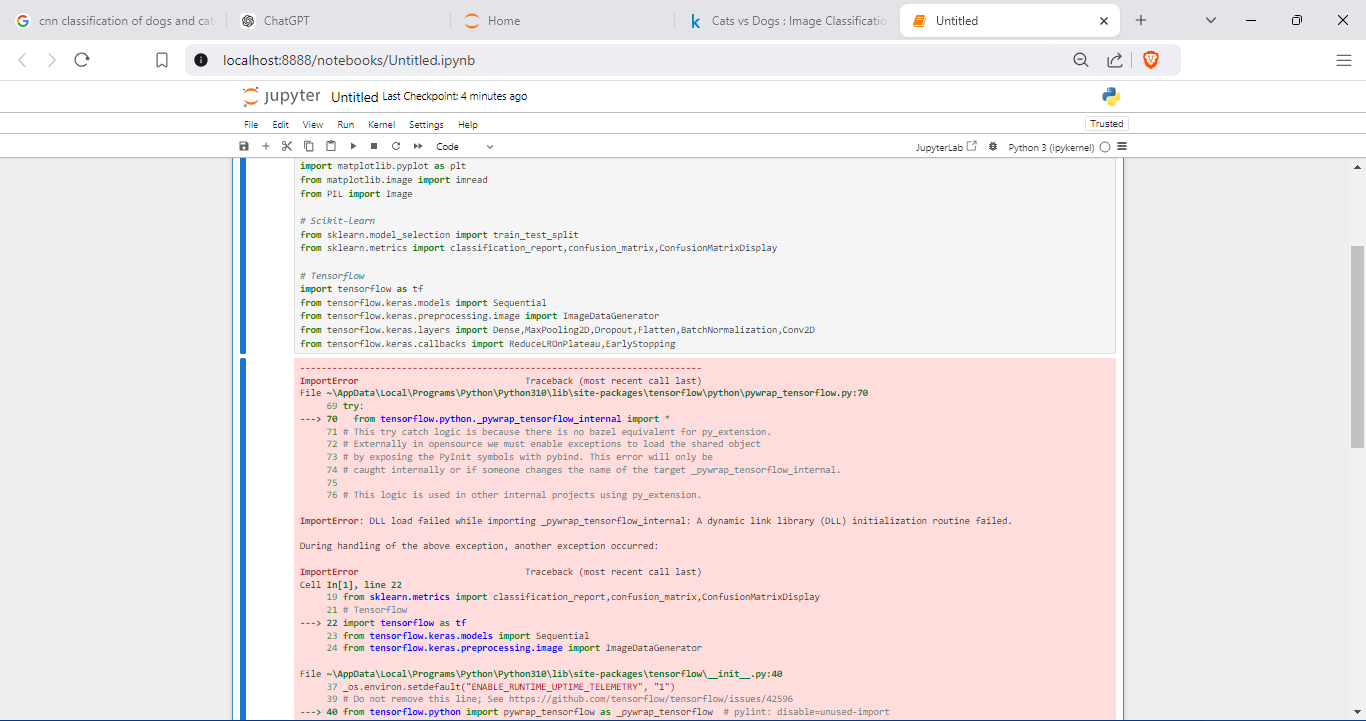 cnn classification of dogs and cat
ChatGPT
Home
Cats vs Dogs : Image Classificatio
Untitled
localhost:8888/notebooks/Untitled.ipynb
jupyter Untitled Last Checkpoint: 4 minutes ago
File Edit View Run Kernel Settings Help
Trusted
Code
JupyterLab
Python 3 (ipykernel)
import matplotlib.pyplot as plt
from matplotlib.image import imread
from PIL import Image
# Scikit-Learn
from sklearn.model_selection import train_test_split
from sklearn.metrics import classification_report,confusion_matrix,ConfusionMatrixDisplay
# Tensorflow
import tensorflow as tf
from tensorflow.keras.models import Sequential
from tensorflow.keras.preprocessing.image import ImageDataGenerator
from tensorflow.keras.layers import Dense,MaxPooling2D,Dropout,Flatten,BatchNormalization,Conv2D
from tensorflow.keras.callbacks import ReduceLROnPlateau,EarlyStopping
---------------------------------------------------------------------------
ImportError Traceback (most recent call last)
File ~\AppData\Local\Programs\Python\Python310\lib\site-packages\tensorflow\python\pywrap_tensorflow.py:70
69 try:
---> 70 from tensorflow.python._pywrap_tensorflow_internal import *
71 # This try catch logic is because there is no bazel equivalent for py_extension.
72 # Externally in opensource we must enable exceptions to load the shared object
73 # by exposing the PyInit symbols with pybind. This error will only be
74 # caught internally or if someone changes the name of the target _pywrap_tensorflow_internal.
75
76 # This logic is used in other internal projects using py_extension.
ImportError: DLL load failed while importing _pywrap_tensorflow_internal: A dynamic link library (DLL) initialization routine failed.
During handling of the above exception, another exception occurred:
ImportError Traceback (most recent call last)
Cell In[1], line 22
19 from sklearn.metrics import classification_report,confusion_matrix,ConfusionMatrixDisplay
21 # Tensorflow
---> 22 import tensorflow as tf
23 from tensorflow.keras.models import Sequential
24 from tensorflow.keras.preprocessing.image import ImageDataGenerator
File ~\AppData\Local\Programs\Python\Python310\lib\site-packages\tensorflow\__init__.py:40
37 _os.environ.setdefault("ENABLE_RUNTIME_UPTIME_TELEMETRY", "1")
39 # Do not remove this line; See https://github.com/tensorflow/tensorflow/issues/42596
---> 40 from tensorflow.python import pywrap_tensorflow as _pywrap_tensorflow # pylint: disable=unused-import